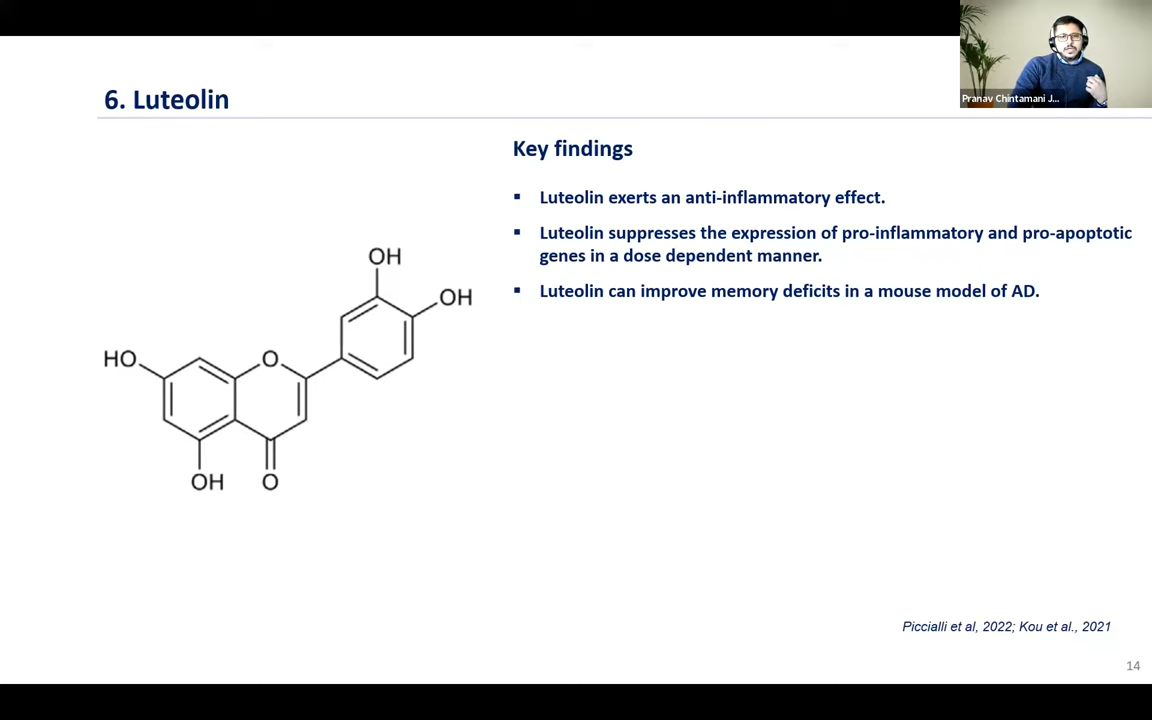 Pranav Chintamani J...
6. Luteolin
Key findings
▪ Luteolin exerts an anti-inflammatory effect.
▪ Luteolin suppresses the expression of pro-inflammatory and pro-apoptotic
genes in a dose dependent manner.
▪ Luteolin can improve memory deficits in a mouse model of AD.
OH
OH
HO
O
OH
O
Piccialli et al, 2022; Kou et al., 2021
14